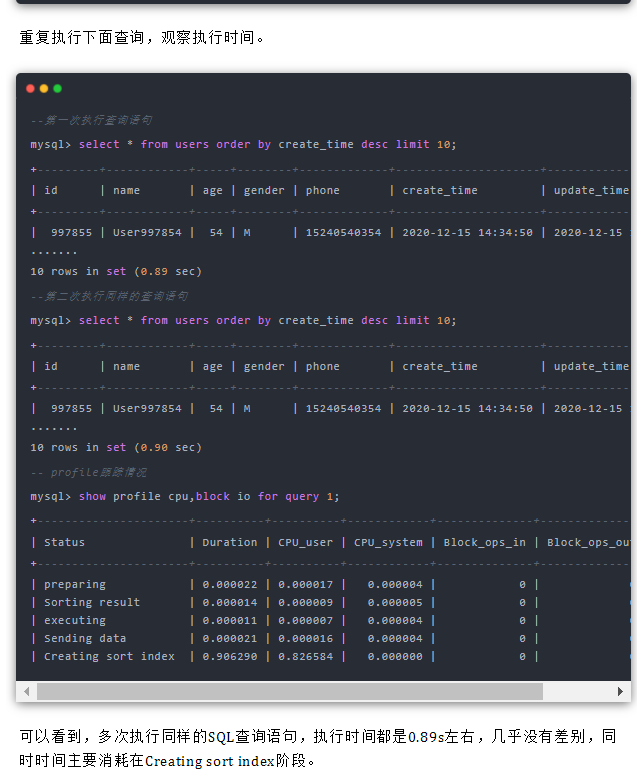 重复执行下面查询，观察执行时间。
--第一次执行查询语句
mysql> select * from users order by create_time desc limit 10;
+---------+------------+-----+--------+-------------+---------------------+------------
| id | name | age | gender | phone | create_time | update_time
+---------+------------+-----+--------+-------------+---------------------+------------
| 997855 | User997854 | 54 | M | 15240540354 | 2020-12-15 14:34:50 | 2020-12-15
.......
10 rows in set (0.89 sec)
--第二次执行同样的查询语句
mysql> select * from users order by create_time desc limit 10;
+---------+------------+-----+--------+-------------+---------------------+------------
| id | name | age | gender | phone | create_time | update_time
+---------+------------+-----+--------+-------------+---------------------+------------
| 997855 | User997854 | 54 | M | 15240540354 | 2020-12-15 14:34:50 | 2020-12-15
.......
10 rows in set (0.90 sec)
-- profile跟踪情况
mysql> show profile cpu,block io for query 1;
+----------------------+----------+----------+------------+--------------+-------------
| Status | Duration | CPU_user | CPU_system | Block_ops_in | Block_ops_ou
+----------------------+----------+----------+------------+--------------+-------------
| preparing | 0.000022 | 0.000017 | 0.000004 | 0 |
| Sorting result | 0.000014 | 0.000009 | 0.000005 | 0 |
| executing | 0.000011 | 0.000007 | 0.000004 | 0 |
| Sending data | 0.000021 | 0.000016 | 0.000004 | 0 |
| Creating sort index | 0.906290 | 0.826584 | 0.000000 | 0 |
可以看到，多次执行同样的SQL查询语句，执行时间都是0.89s左右，几乎没有差别，同
时时间主要消耗在Creating sort index阶段。